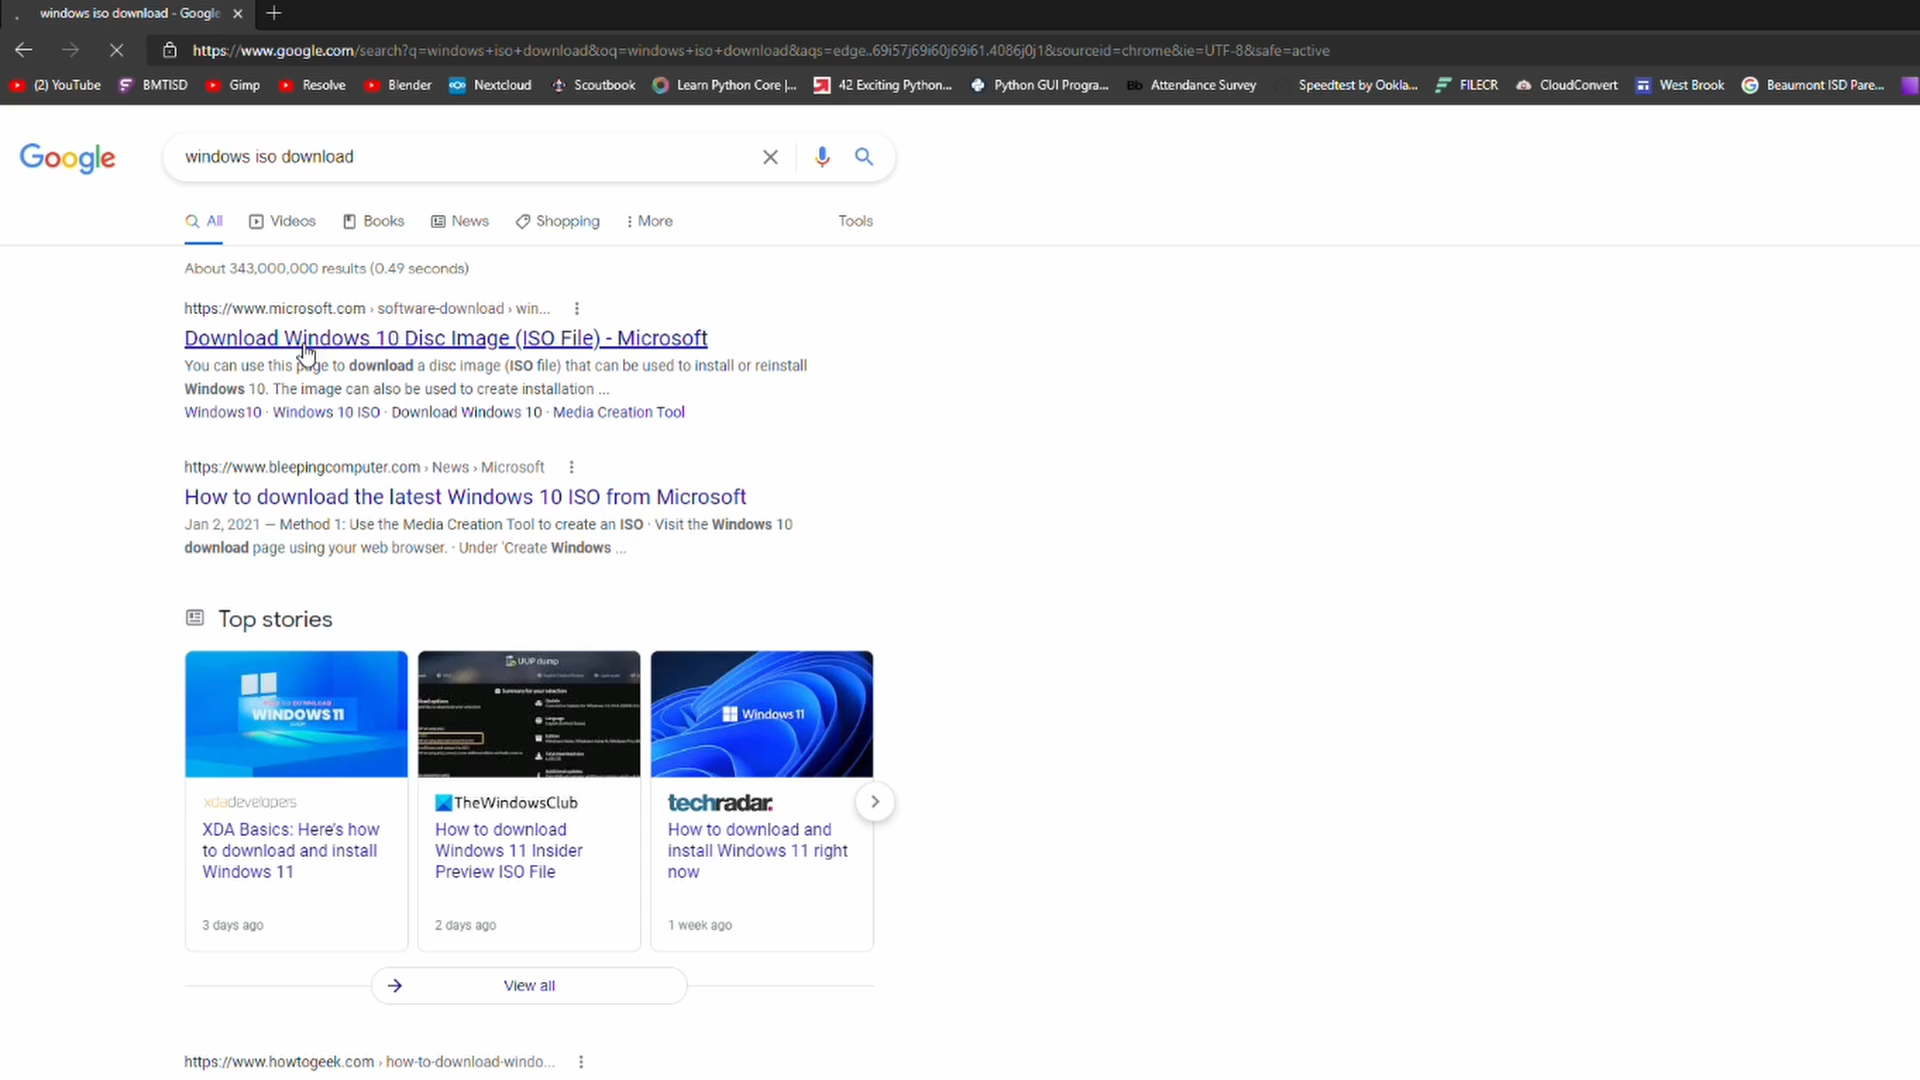 windows iso download - Google
https://www.google.com/search?q=windows+iso+download&oq=windows+iso+download&aqs=edge..69i57j69i60j69i61.4086j0j1&sourceid=chrome&ie=UTF-8&safe=active
(2) YouTube BMTISD Gimp Resolve Blender Nextcloud Scoutbook Learn Python Core |... 42 Exciting Python... Python GUI Progra... Bb Attendance Survey Speedtest by Ookla... FILECR CloudConvert West Brook Beaumont ISD Pare...
Google windows iso download
All Videos Books News Shopping More Tools
About 343,000,000 results (0.49 seconds)
https://www.microsoft.com › software-download › win...
Download Windows 10 Disc Image (ISO File) - Microsoft
You can use this page to download a disc image (ISO file) that can be used to install or reinstall
Windows 10. The image can also be used to create installation ...
Windows10 · Windows 10 ISO · Download Windows 10 · Media Creation Tool
https://www.bleepingcomputer.com › News › Microsoft
How to download the latest Windows 10 ISO from Microsoft
Jan 2, 2021 — Method 1: Use the Media Creation Tool to create an ISO · Visit the Windows 10
download page using your web browser. · Under 'Create Windows ...
Top stories
HOW TO DOWNLOAD
WINDOWS 11
UUP dump
Summary for your selection
Windows 11
xdadevelopers
XDA Basics: Here's how
to download and install
Windows 11
3 days ago
TheWindowsClub
How to download
Windows 11 Insider
Preview ISO File
2 days ago
techradar.
How to download and
install Windows 11 right
now
1 week ago
View all
https://www.howtogeek.com › how-to-download-windo...